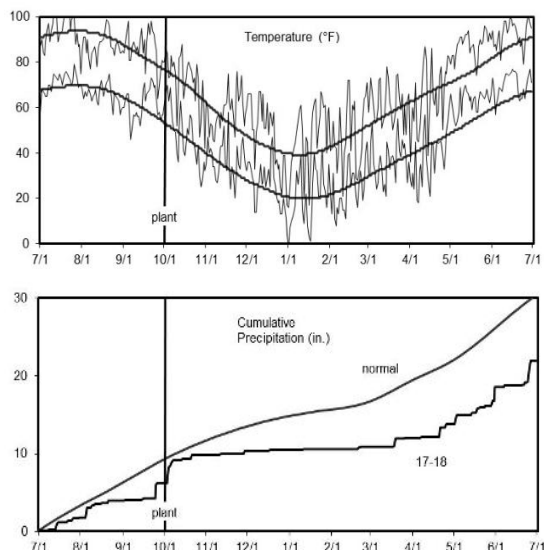 Temperature (°F)
100
80
60
40
20
0
plant
7/1 8/1 9/1 10/1 11/1 12/1 1/1 2/1 3/1 4/1 5/1 6/1 7/1
Cumulative
Precipitation (in.)
30
20
10
0
normal
17-18
plant
7/1 8/1 9/1 10/1 11/1 12/1 1/1 2/1 3/1 4/1 5/1 6/1 7/1